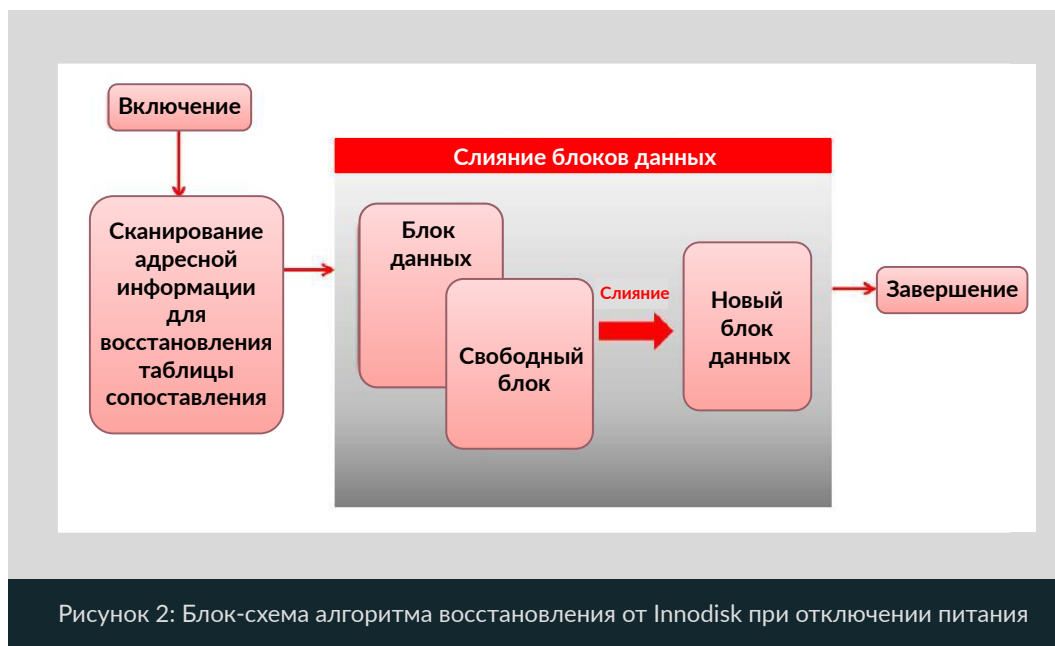 Включение
Слияние блоков данных
Сканирование
адресной
информации
для
восстановления
таблицы
сопоставления
Блок
данных
Свободный
блок
Слияние
Новый
блок
данных
Завершение
Рисунок 2: Блок-схема алгоритма восстановления от Innodisk при отключении питания